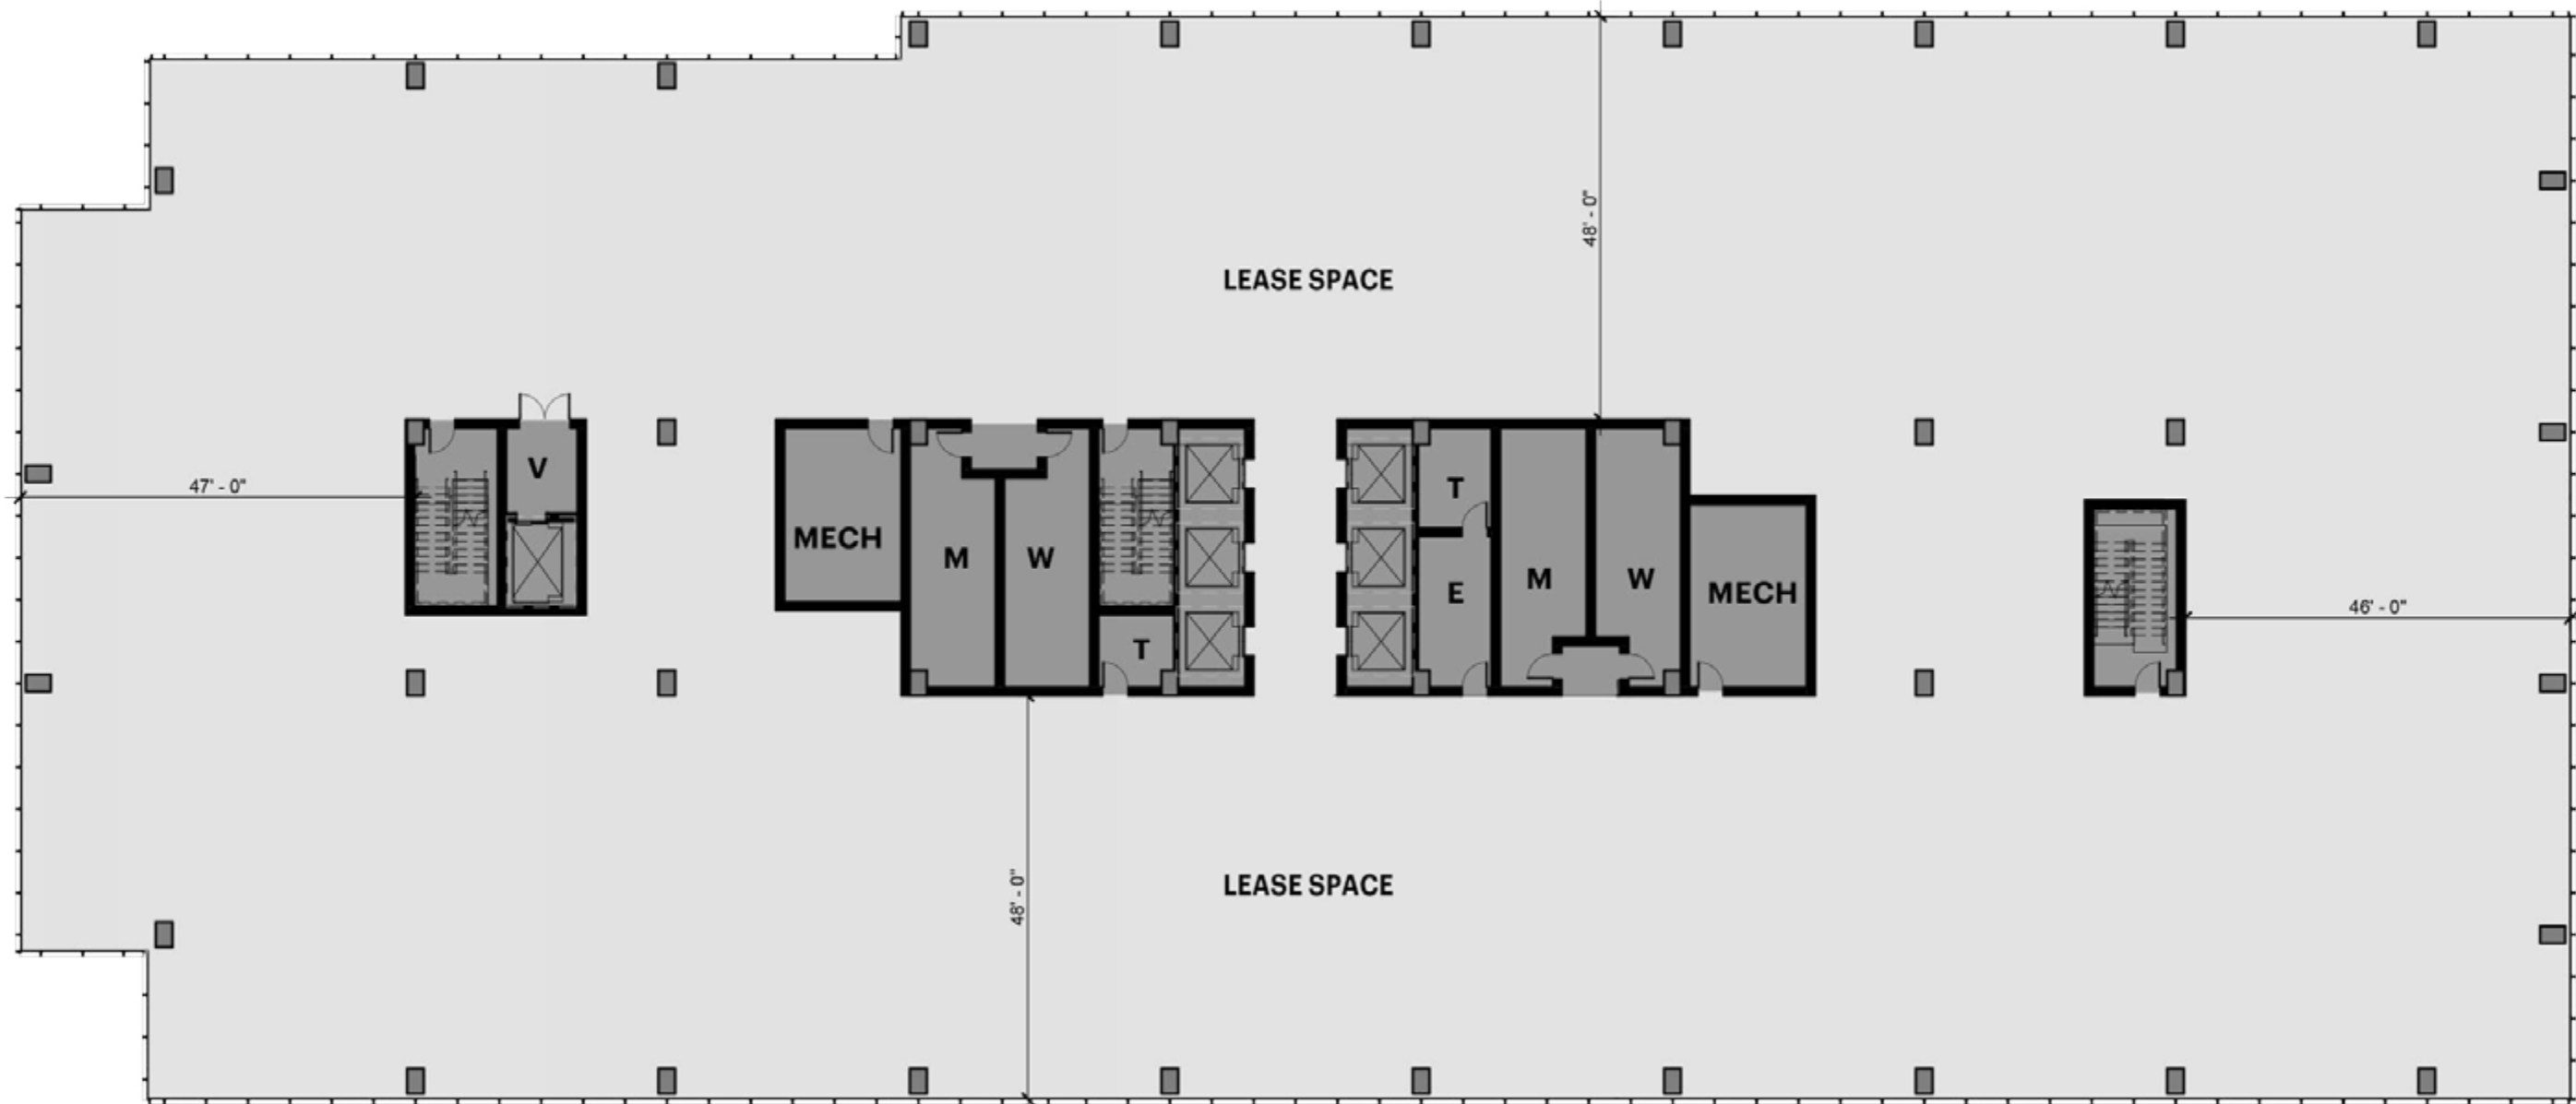 48' - 0"
LEASE SPACE
V
47' - 0"
MECH
M
W
T
T
E
M
W
MECH
46' - 0"
48' - 0"
LEASE SPACE